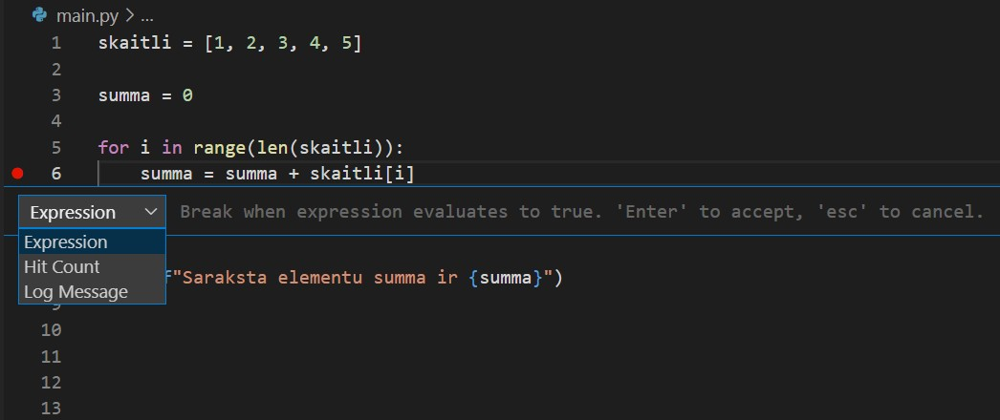 main.py > ...
1 skaitli = [1, 2, 3, 4, 5]
2
3 summa = 0
4
5 for i in range(len(skaitli)):
6 summa = summa + skaitli[i]
Expression Break when expression evaluates to true. 'Enter' to accept, 'esc' to cancel.
Expression
Hit Count
f"Saraksta elementu summa ir {summa}")
Log Message
10
11
12
13